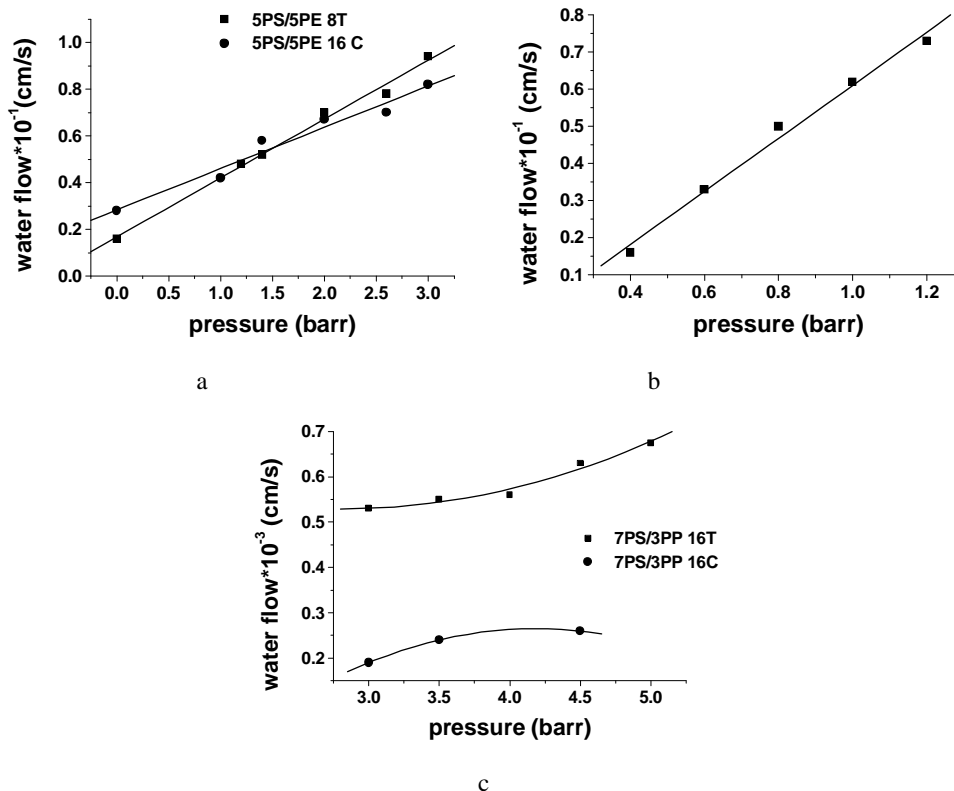 5PS/5PE 8T
5PS/5PE 16 C
water flow*10-1(cm/s)
1.0
0.8
0.6
0.4
0.2
0.0
0.0 0.5 1.0 1.5 2.0 2.5 3.0
pressure (barr)
a
water flow*10-1 (cm/s)
0.8
0.7
0.6
0.5
0.4
0.3
0.2
0.1
0.4 0.6 0.8 1.0 1.2
pressure (barr)
b
water flow*10-3 (cm/s)
0.7
0.6
0.5
0.4
0.3
0.2
7PS/3PP 16T
7PS/3PP 16C
3.0 3.5 4.0 4.5 5.0
pressure (barr)
c